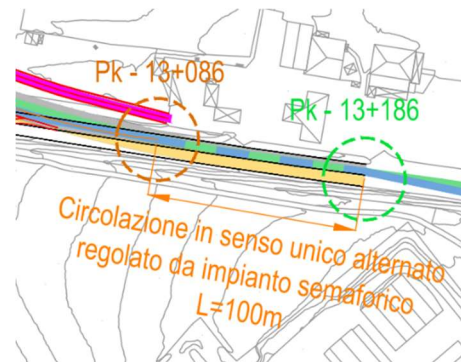 Pk - 13+086
Pk - 13+186
Circolazione in senso unico alternato
regolato da impianto semaforico
L=100m